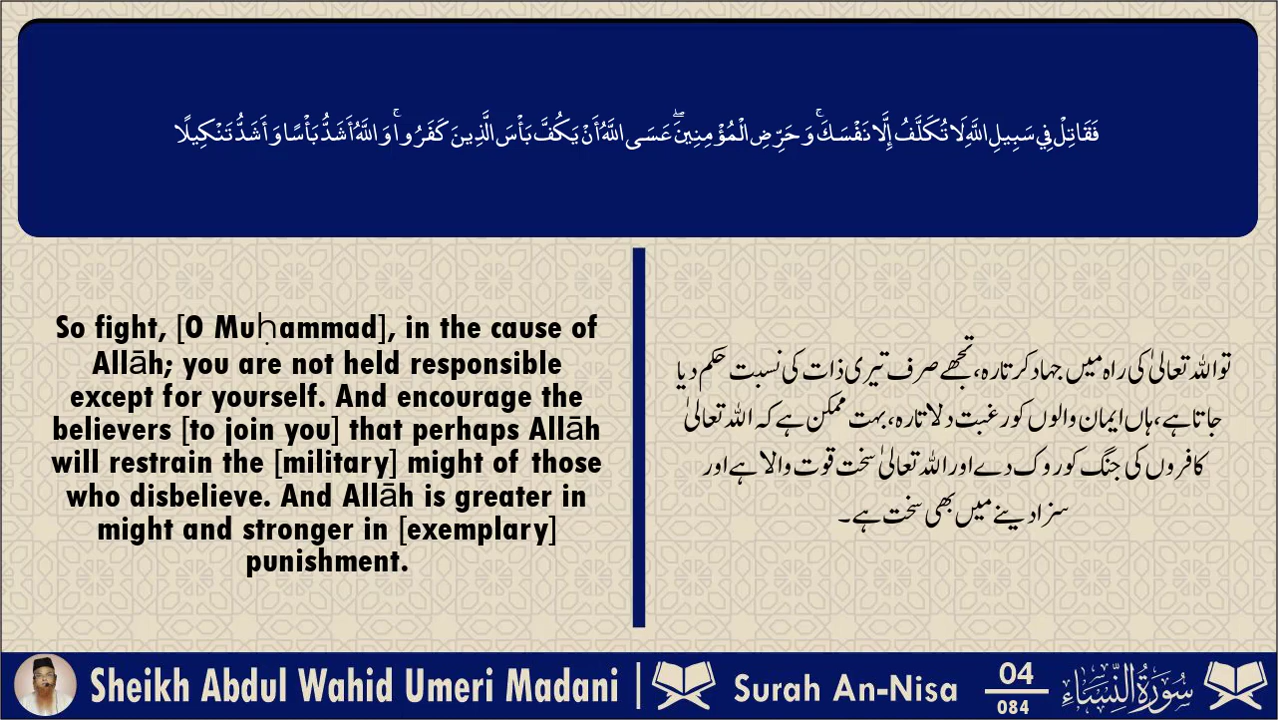 فَقَاتِلْ فِي سَبِيلِ اللَّهِ لَا تُكَلَّفُ إِلَّا نَفْسَكَ ۚ وَحَرِّضِ الْمُؤْمِنِينَ ۖ عَسَى اللَّهُ أَنْ يَكُفَّ بَأْسَ الَّذِينَ كَفَرُوا ۚ وَاللَّهُ أَشَدُّ بَأْسًا وَأَشَدُّ تَنْكِيلًا
So fight, [O Muḥammad], in the cause of
Allāh; you are not held responsible
except for yourself. And encourage the
believers [to join you] that perhaps Allāh
will restrain the [military] might of those
who disbelieve. And Allāh is greater in
might and stronger in [exemplary]
punishment.
تو اللہ تعالیٰ کی راہ میں جہاد کرتا رہ، تجھے صرف تیری ذات کی نسبت حکم دیا
جاتا ہے، ہاں ایمان والوں کو رغبت دلاتا رہ، بہت ممکن ہے کہ اللہ تعالیٰ
کافروں کی جنگ کو روک دے اور اللہ تعالیٰ سخت قوت والا ہے اور
سزا دینے میں بھی سخت ہے۔
Sheikh Abdul Wahid Umeri Madani |
Surah An-Nisa
04
084
سُورَةُ النِّسَاء